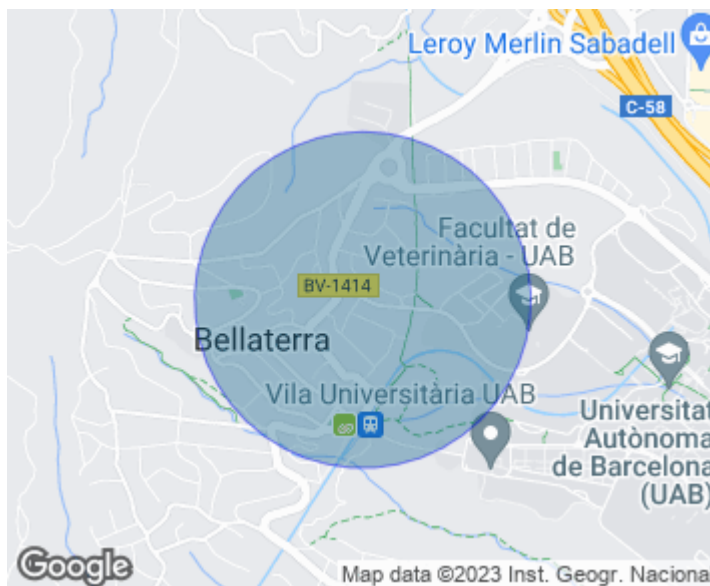 Leroy Merlin Sabadell
C-58
Facultat de
Veterinària - UAB
BV-1414
Bellaterra
Vila Universitària UAB
Universitat
Autònoma
de Barcelona
(UAB)
Google
Map data ©2023 Inst. Geogr. Naciona